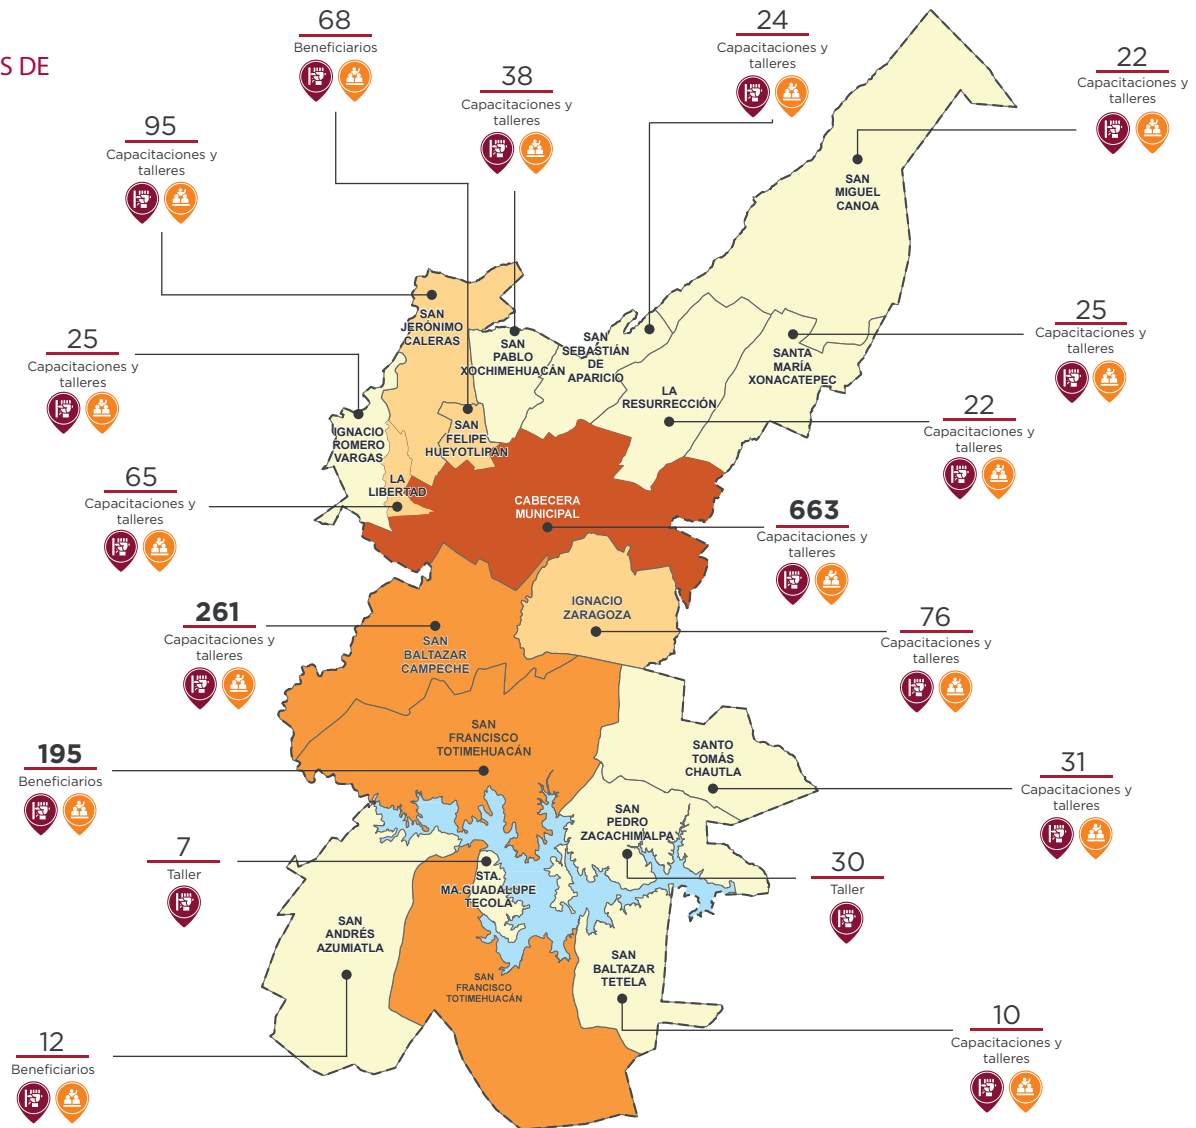 S DE
68
Beneficiarios
24
Capacitaciones y
talleres
22
Capacitaciones y
talleres
38
Capacitaciones y
talleres
95
Capacitaciones y
talleres
SAN
MIGUEL
CANOA
25
Capacitaciones y
talleres
25
Capacitaciones y
talleres
SAN
JERÓNIMO
CALERAS
SAN
PABLO
XOCHIMEHUACÁN
SAN
SEBASTIÁN
DE
APARICIO
SANTA
MARÍA
XONACATEPEC
LA
RESURRECCIÓN
22
Capacitaciones y
talleres
IGNACIO
ROMERO
VARGAS
SAN
FELIPE
HUEYOTLIPAN
65
Capacitaciones y
talleres
LA
LIBERTAD
CABECERA
MUNICIPAL
663
Capacitaciones y
talleres
261
Capacitaciones y
talleres
SAN
BALTAZAR
CAMPECHE
IGNACIO
ZARAGOZA
76
Capacitaciones y
talleres
195
Beneficiarios
SAN
FRANCISCO
TOTIMEHUACÁN
SANTO
TOMÁS
CHAUTLA
31
Capacitaciones y
talleres
SAN
PEDRO
ZACACHIMALPA
7
Taller
STA.
MA.GUADALUPE
TECOLA
30
Taller
SAN
ANDRÉS
AZUMIATLA
SAN
FRANCISCO
TOTIMEHUACÁN
SAN
BALTAZAR
TETELA
12
Beneficiarios
10
Capacitaciones y
talleres